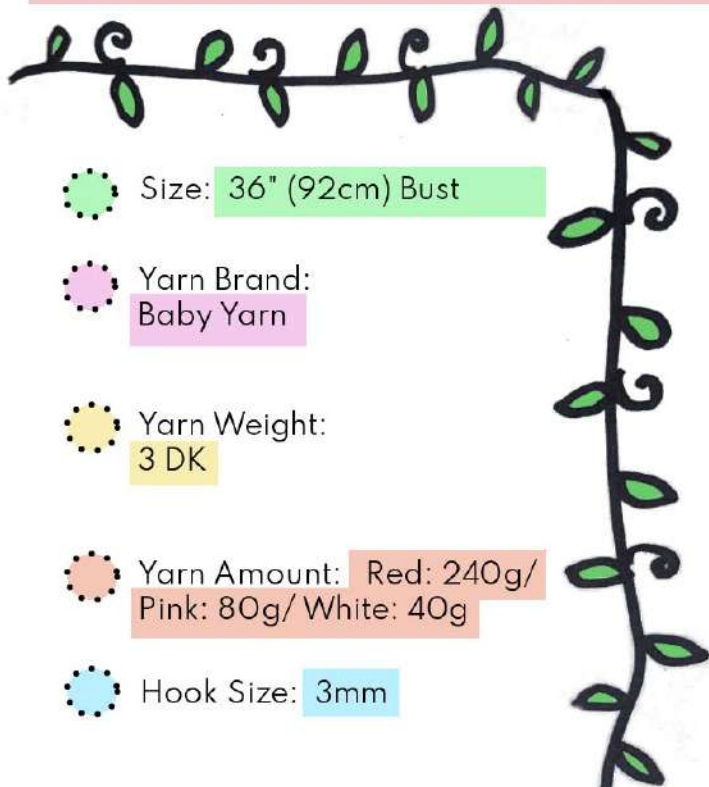 Size: 36" (92cm) Bust
Yarn Brand:
Baby Yarn
Yarn Weight:
3 DK
Yarn Amount: Red: 240g/
Pink: 80g/ White: 40g
Hook Size: 3mm